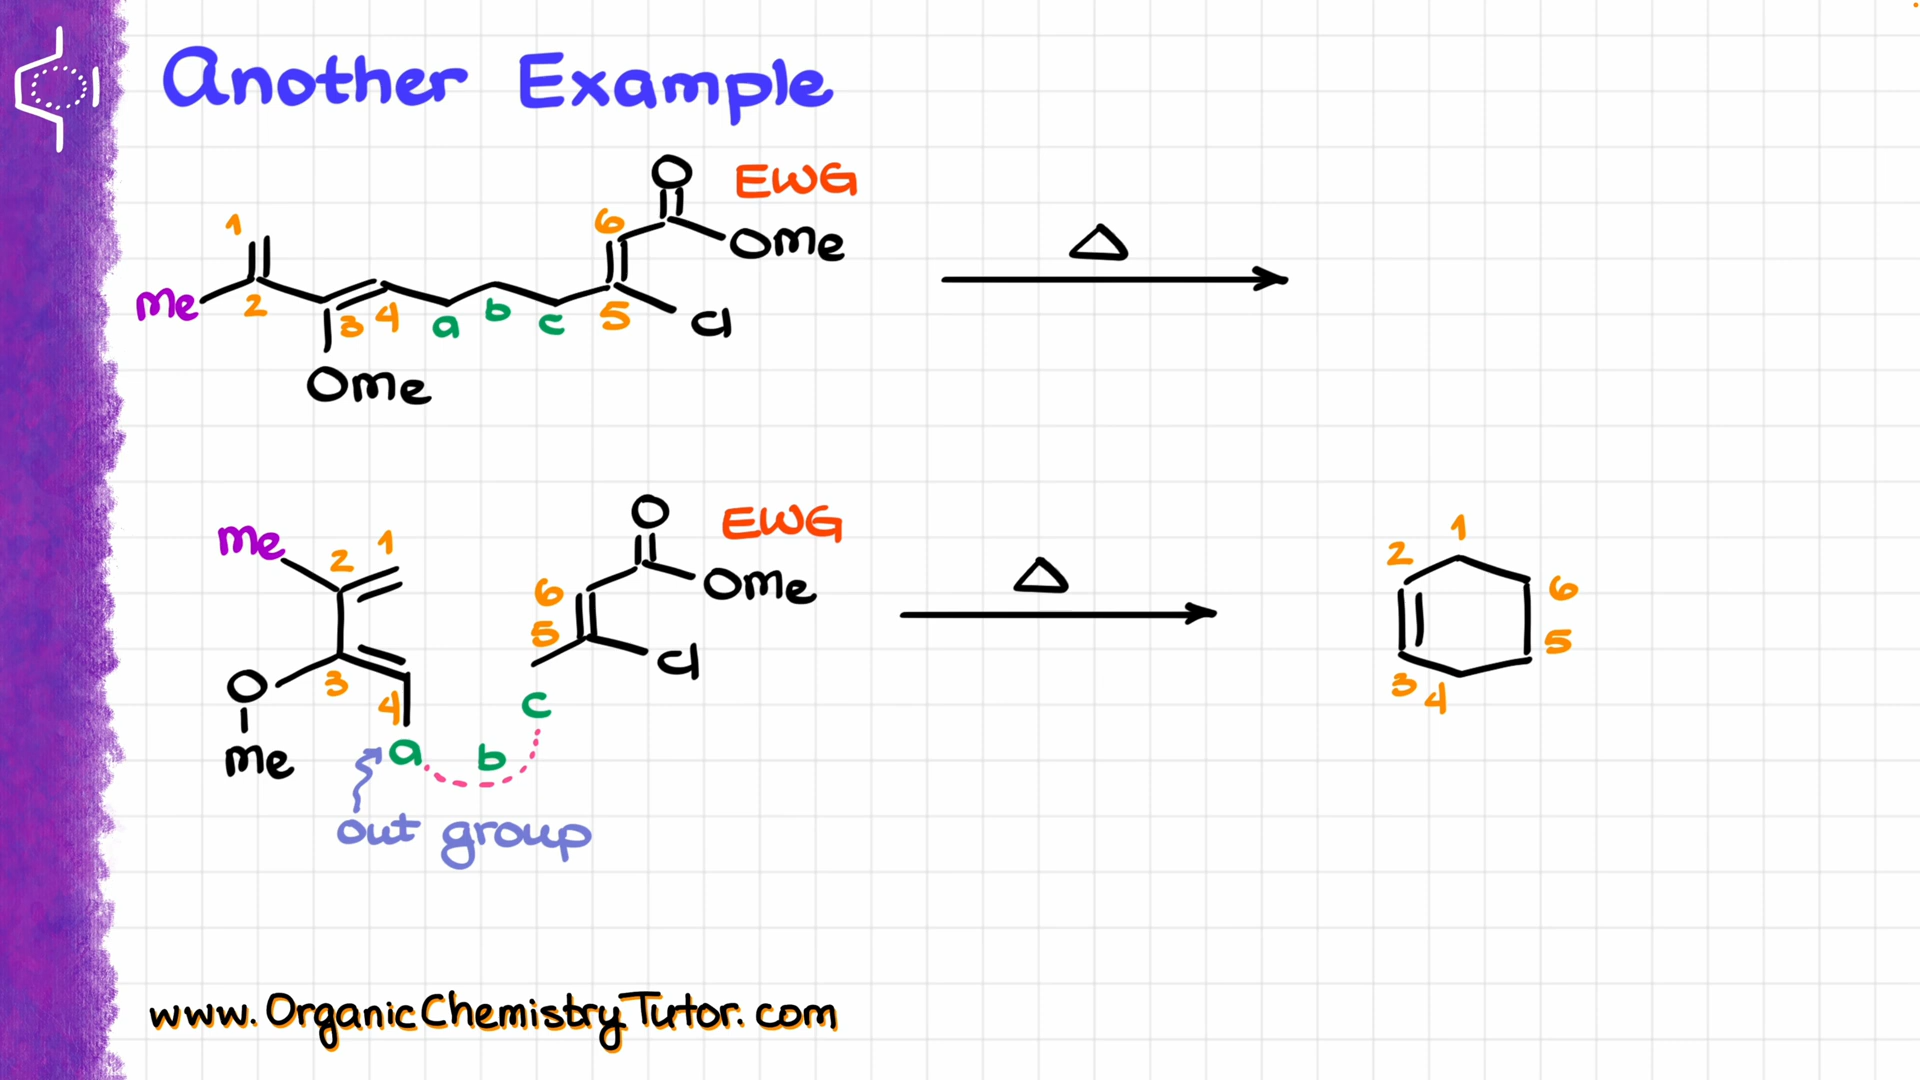 Another Example
O EWG
1 6 OMe
Me 2 3 4 a b c 5 Cl
OMe
Δ
O EWG
Me 2 1 6 OMe
5 Cl
O 3 4 c
Me a b
out group
Δ
1
2 6
5
3 4
www.OrganicChemistryTutor.com